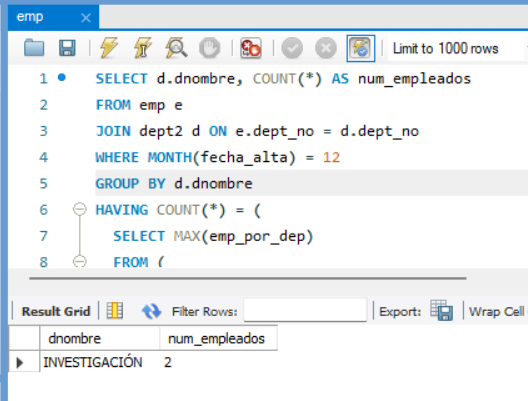 emp
Limit to 1000 rows
1 SELECT d.dnombre, COUNT(*) AS num_empleados
2 FROM emp e
3 JOIN dept2 d ON e.dept_no = d.dept_no
4 WHERE MONTH(fecha_alta) = 12
5 GROUP BY d.dnombre
6 HAVING COUNT(*) = (
7 SELECT MAX(emp_por_dep)
8 FROM (
Result Grid Filter Rows: Export: Wrap Cell
dnombre num_empleados
INVESTIGACIÓN 2